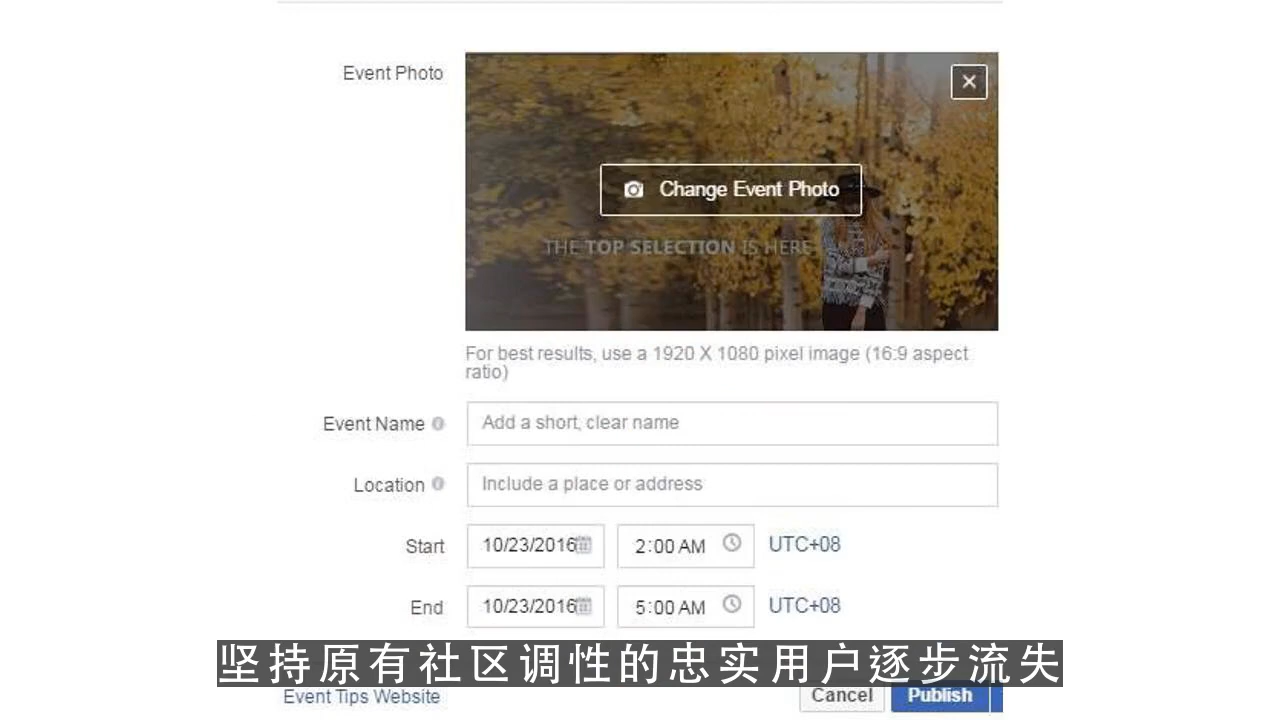 Event Photo
Change Event Photo
THE TOP SELECTION IS HERE
For best results, use a 1920 X 1080 pixel image (16:9 aspect
ratio)
Event Name
Add a short, clear name
Location
Include a place or address
Start
10/23/2016
2:00 AM
UTC+08
End
10/23/2016
5:00 AM
UTC+08
坚持原有社区调性的忠实用户逐步流失
Event Tips Website
Cancel
Publish